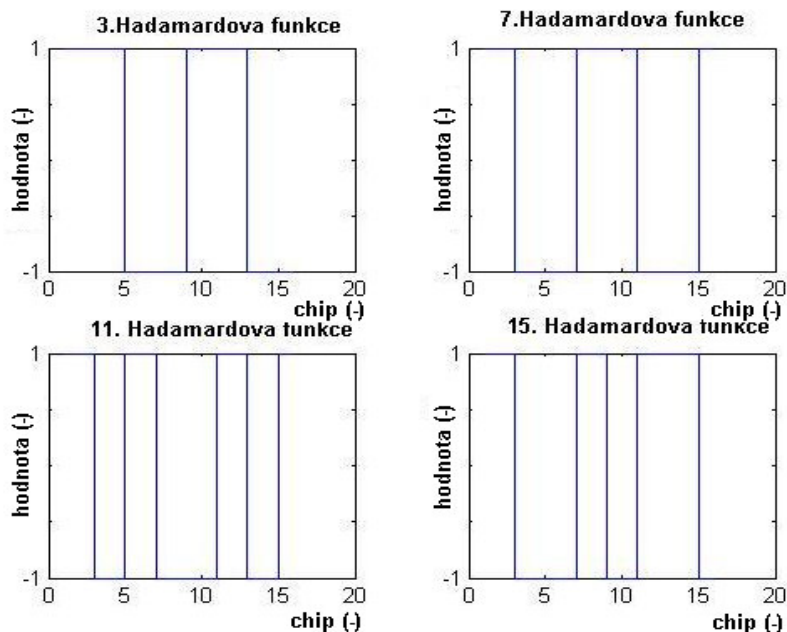 3.Hadamardova funkce
1
hodnota (-)
-1
0 5 10 15 20
chip (-)
7.Hadamardova funkce
1
hodnota (-)
-1
0 5 10 15 20
chip (-)
11. Hadamardova funkce
1
hodnota (-)
-1
0 5 10 15 20
chip (-)
15. Hadamardova funkce
1
hodnota (-)
-1
0 5 10 15 20
chip (-)